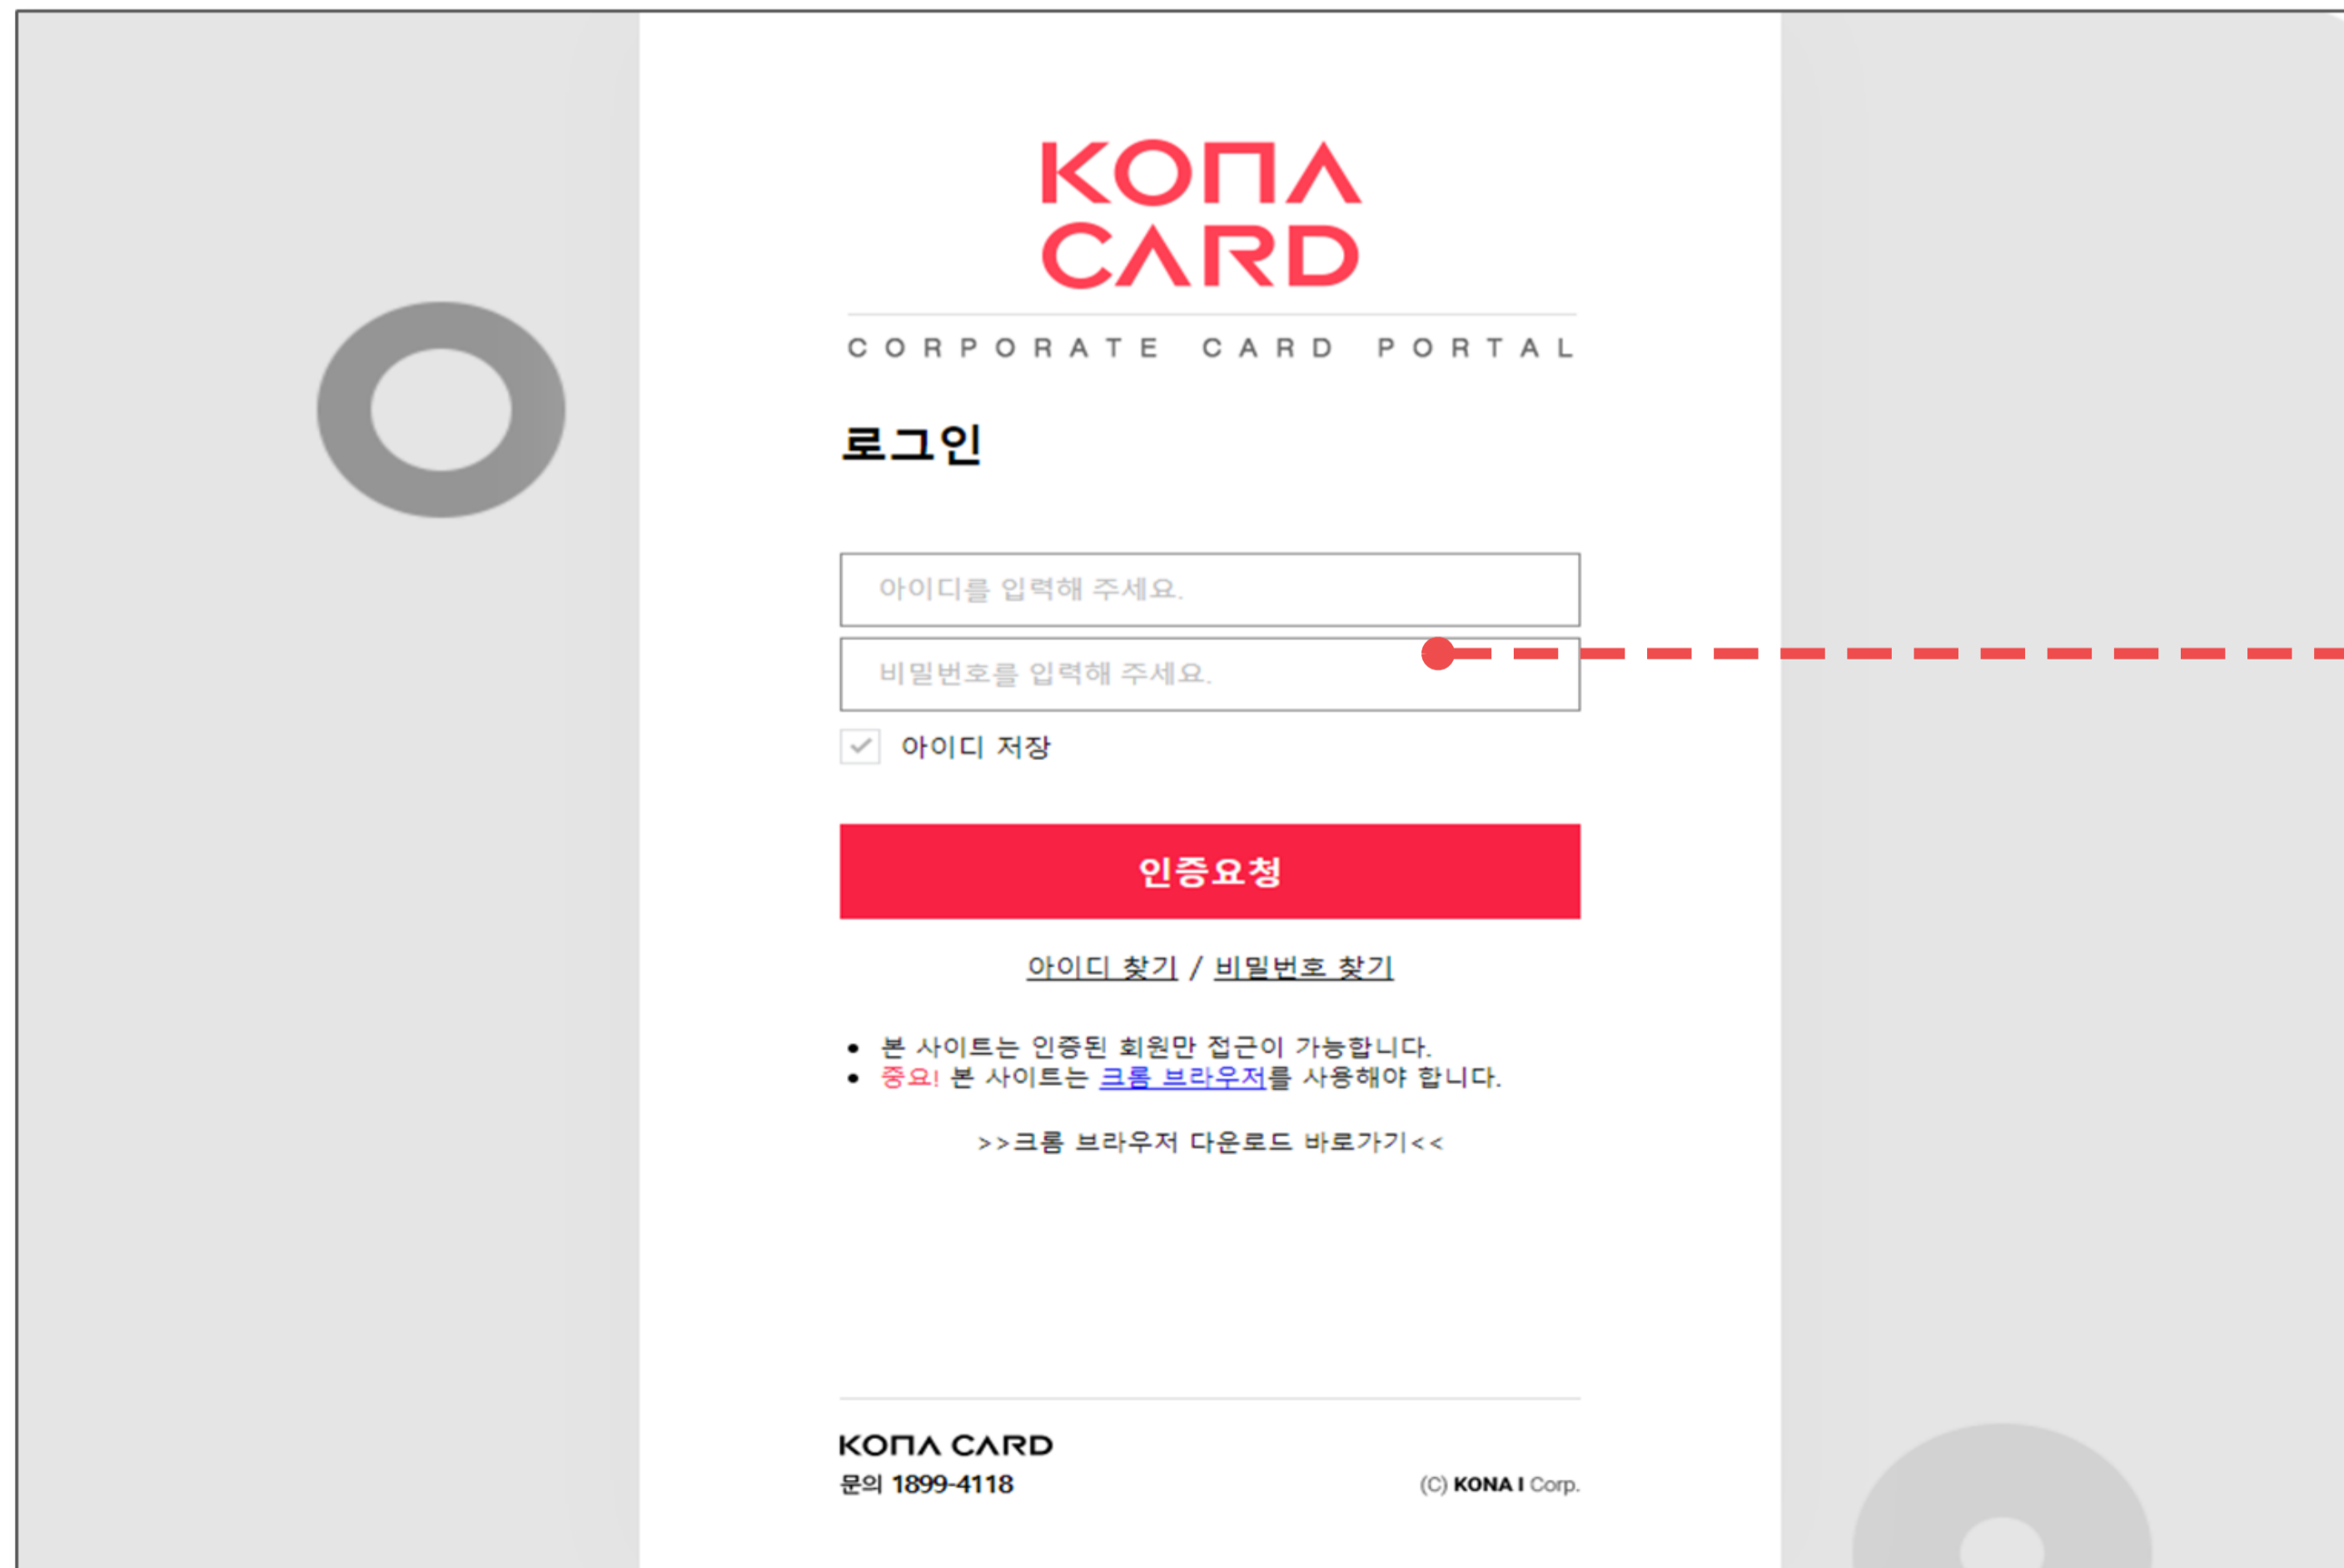 KONA
CARD
CORPORATE CARD PORTAL
로그인
아이디를 입력해 주세요.
비밀번호를 입력해 주세요.
아이디 저장
인증요청
아이디 찾기 / 비밀번호 찾기
• 본 사이트는 인증된 회원만 접근이 가능합니다.
• 중요! 본 사이트는 크롬 브라우저를 사용해야 합니다.
>>크롬 브라우저 다운로드 바로가기<<
KONA CARD
문의 1899-4118
(C) KONA I Corp.